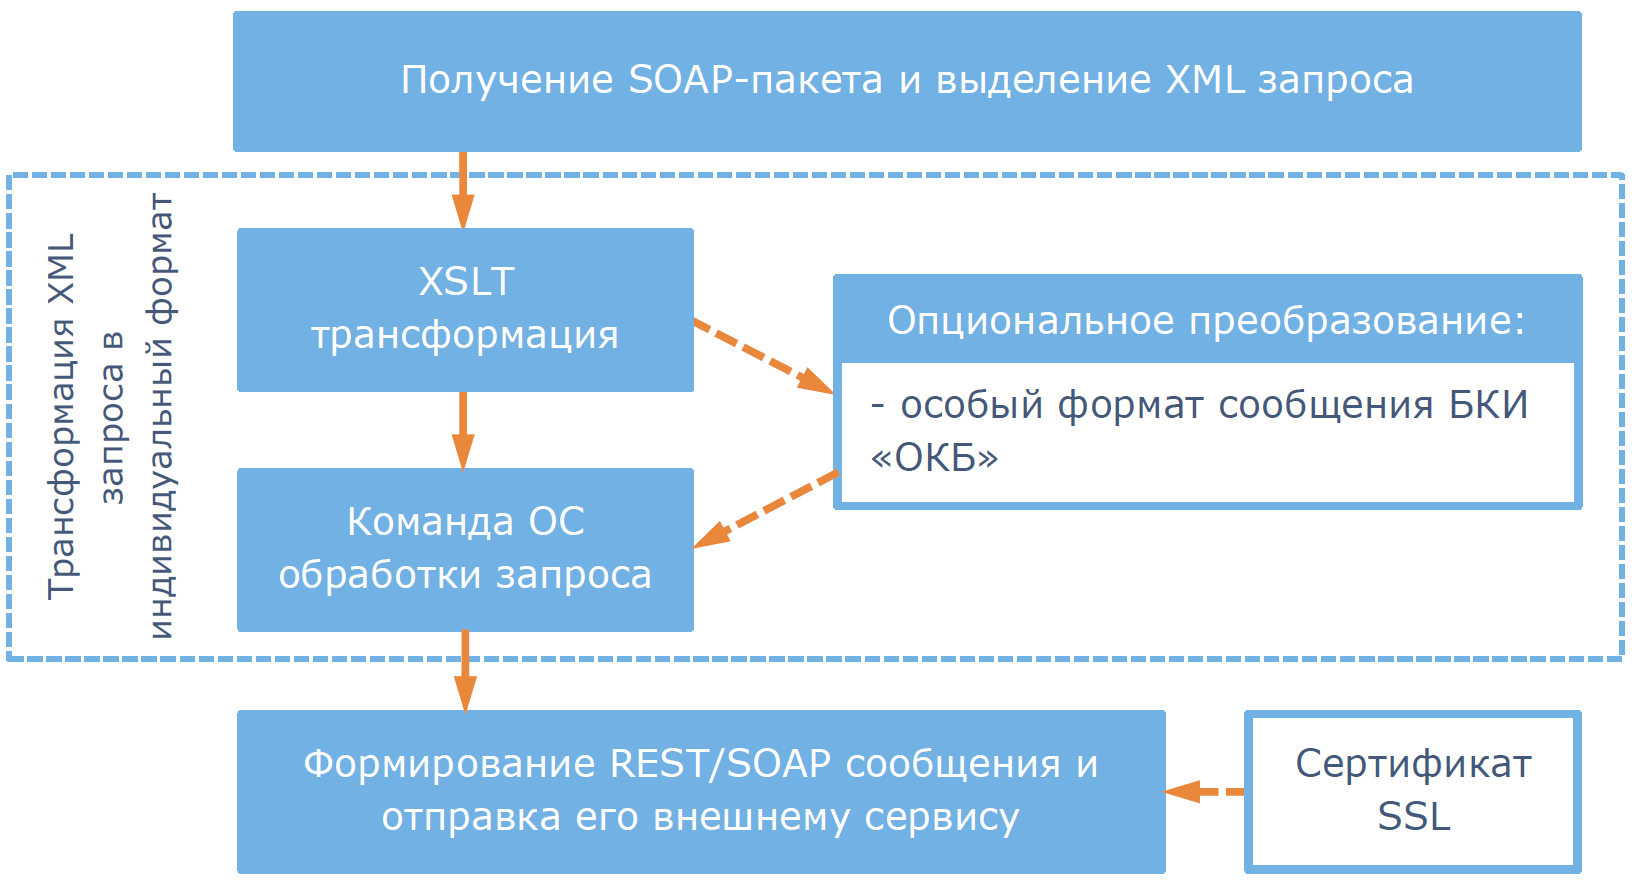 Получение SOAP-пакета и выделение XML запроса
Трансформация XML
запроса в
индивидуальный формат
XSLT
трансформация
Опциональное преобразование:
- особый формат сообщения БКИ
«ОКБ»
Команда ОС
обработки запроса
Формирование REST/SOAP сообщения и
отправка его внешнему сервису
Сертификат
SSL